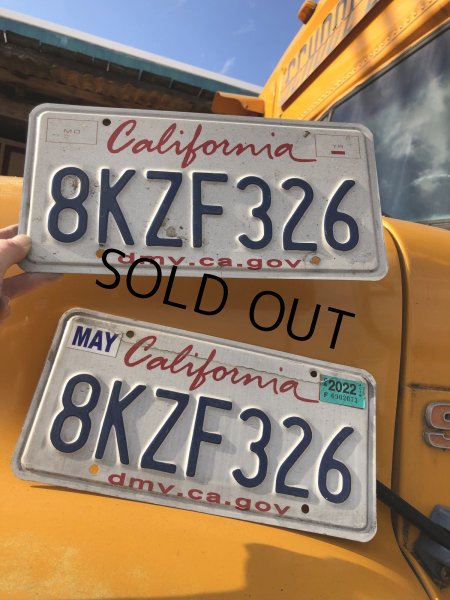 MO
YR
California
8KZF326
dmv.ca.gov
SOLD OUT
MAY
California
2022
8KZF326
dmv.ca.gov